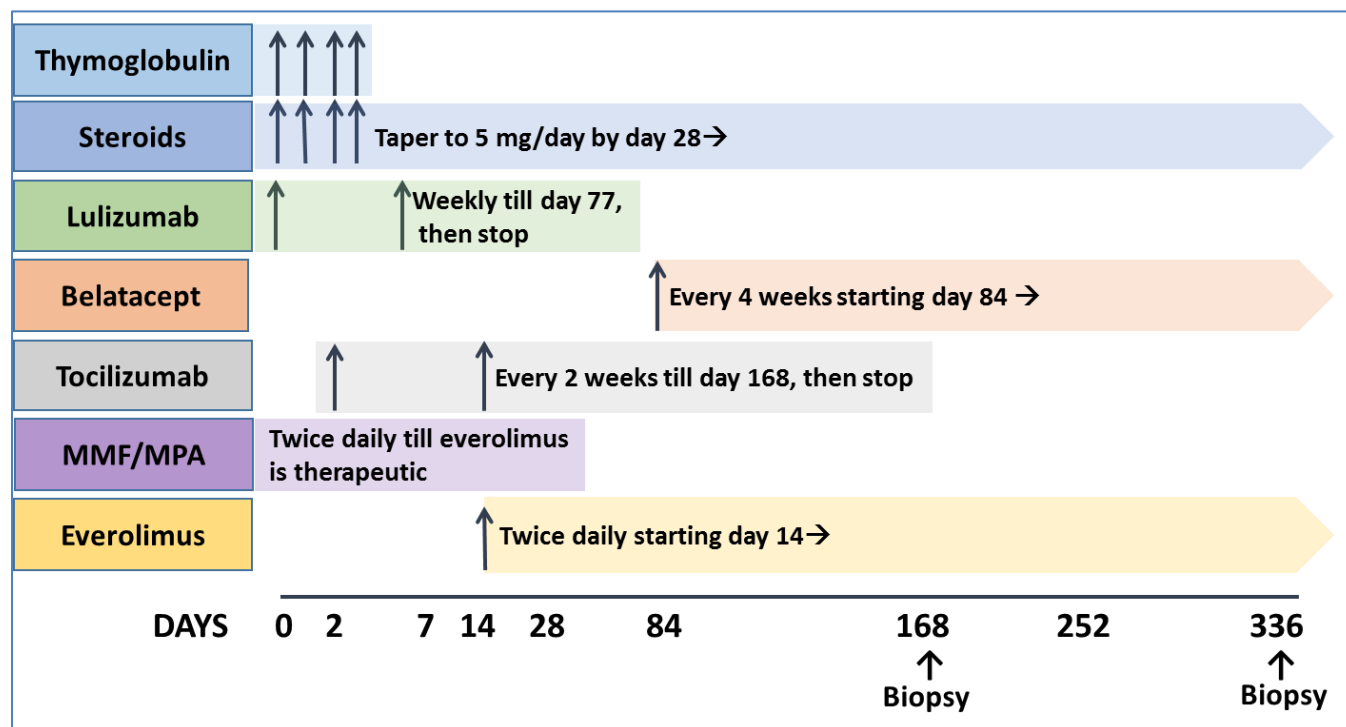 Thymoglobulin
Steroids
Taper to 5 mg/day by day 28→
Lulizumab
Weekly till day 77,
then stop
Belatacept
Every 4 weeks starting day 84 →
Tocilizumab
Every 2 weeks till day 168, then stop
MMF/MPA
Twice daily till everolimus
is therapeutic
Everolimus
Twice daily starting day 14→
DAYS 0 2 7 14 28 84 168 252 336
Biopsy Biopsy